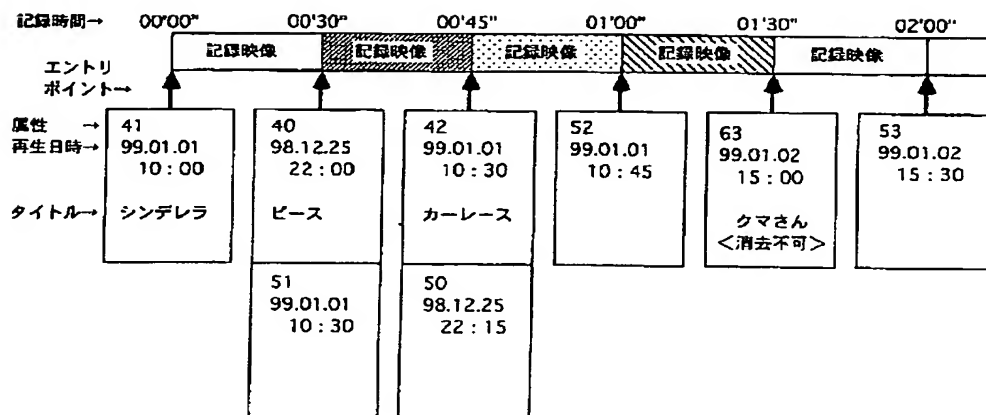 記録時間→ 00'00" 00'30" 00'45" 01'00" 01'30" 02'00"
記録映像 記録映像 記録映像 記録映像 記録映像
エントリ
ポイント→
属性 → 41 40 42 52 63 53
再生日時→ 99.01.01 98.12.25 99.01.01 99.01.01 99.01.02 99.01.02
10:00 22:00 10:30 10:45 15:00 15:30
タイトル→ シンデレラ ピース カーレース クマさん
<消去不可>
51 50
99.01.01 98.12.25
10:30 22:15